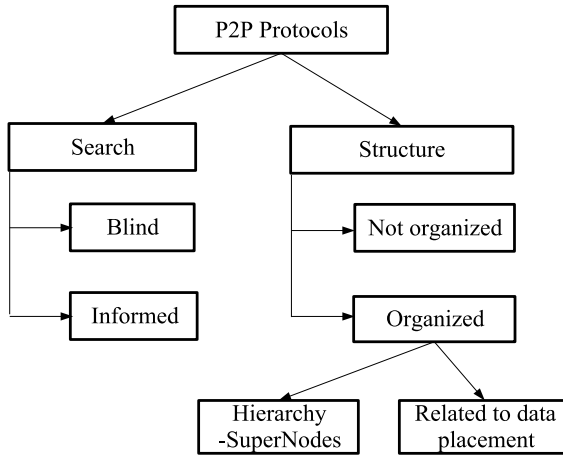 P2P Protocols
Search
Structure
Blind
Not organized
Informed
Organized
Hierarchy
-SuperNodes
Related to data
placement